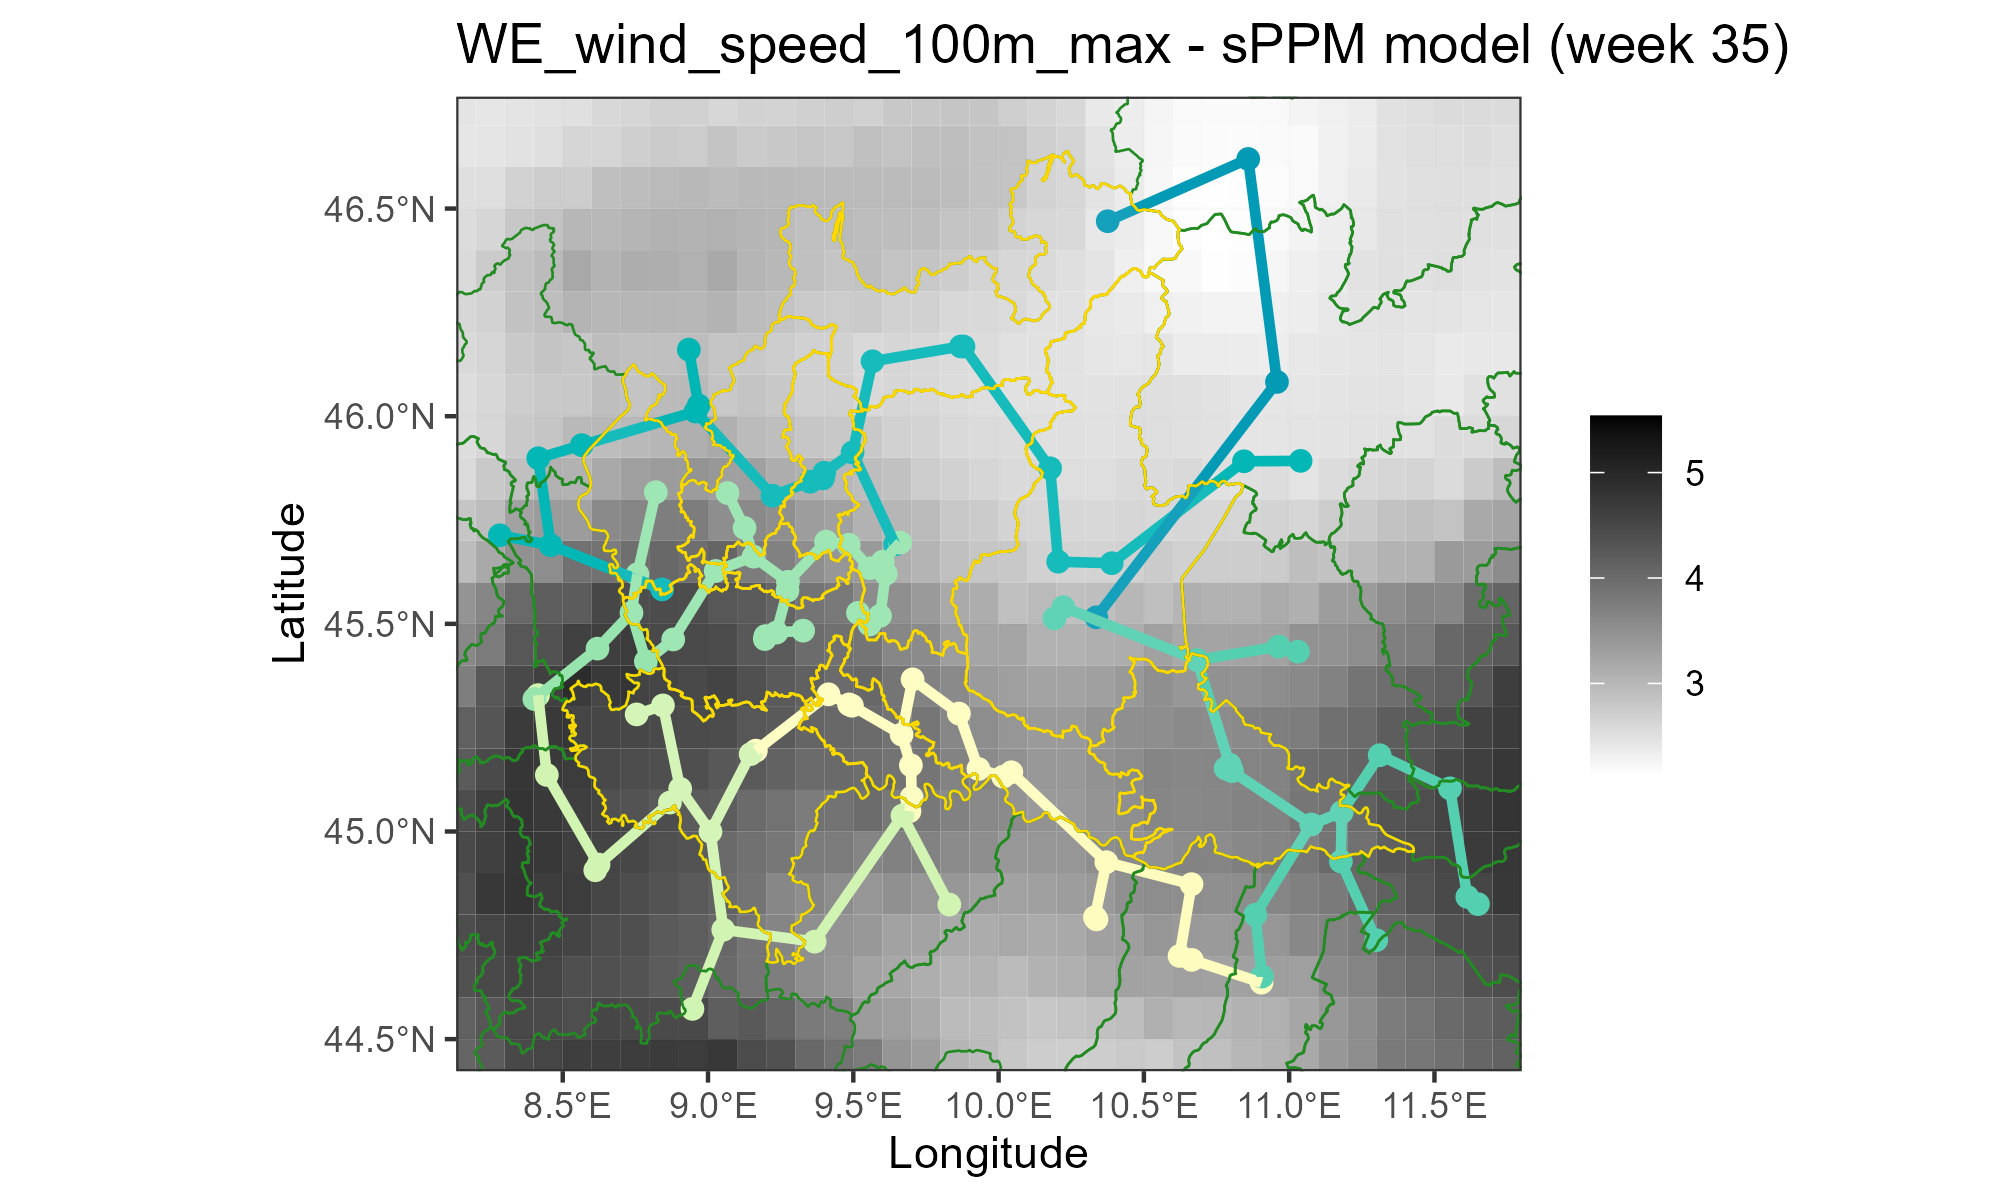 WE_wind_speed_100m_max - sPPM model (week 35)
46.5°N
46.0°N
45.5°N
45.0°N
44.5°N
Latitude
8.5°E 9.0°E 9.5°E 10.0°E 10.5°E 11.0°E 11.5°E
Longitude
5
4
3